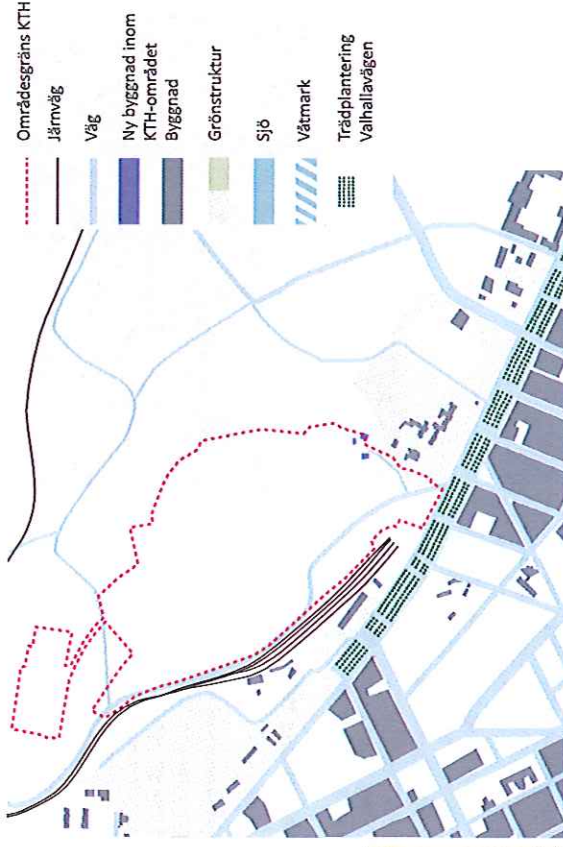 Områdesgräns KTH
Järnväg
Väg
Ny byggnad inom
KTH-området
Byggnad
Grönstruktur
Sjö
Våtmark
Trädplantering
Valhallavägen